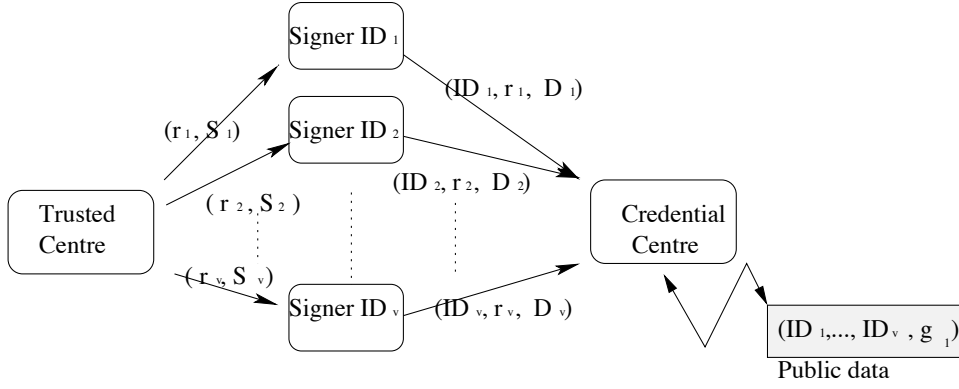 Signer ID 1
(ID 1, r 1, D 1)
(r 1, S 1)
Signer ID 2
(ID 2, r 2, D 2)
( r 2, S 2 )
Trusted
Centre
Credential
Centre
( r v, S v)
Signer ID v
(ID v, r v, D v)
(ID 1,..., ID v , g 1)
Public data